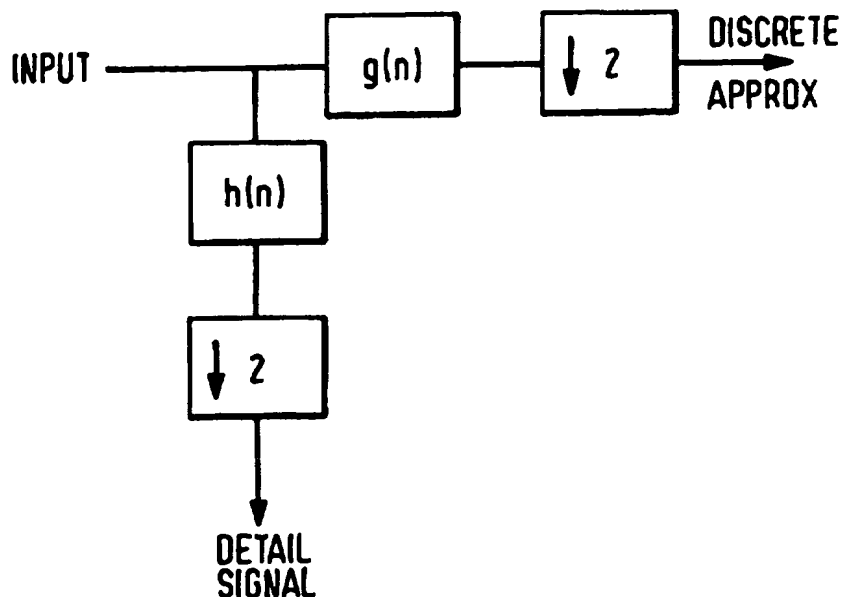 INPUT
g(n)
↓ 2
DISCRETE
APPROX
h(n)
↓ 2
DETAIL
SIGNAL